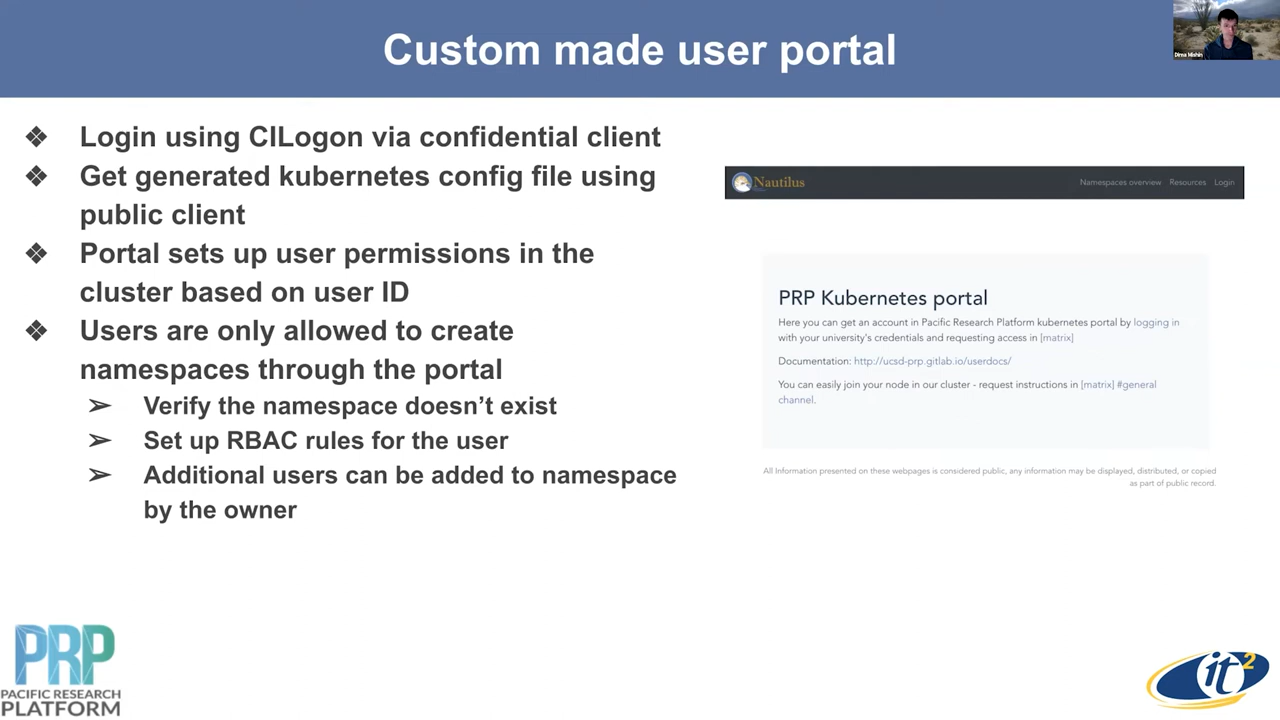 Custom made user portal
Dima Mishin
❖ Login using CILogon via confidential client
❖ Get generated kubernetes config file using
public client
❖ Portal sets up user permissions in the
cluster based on user ID
❖ Users are only allowed to create
namespaces through the portal
➢ Verify the namespace doesn’t exist
➢ Set up RBAC rules for the user
➢ Additional users can be added to namespace
by the owner
Nautilus Namespaces overview Resources Login
PRP Kubernetes portal
Here you can get an account in Pacific Research Platform kubernetes portal by logging in
with your university's credentials and requesting access in [matrix]
Documentation: http://ucsd-prp.gitlab.io/userdocs/
You can easily join your node in our cluster - request instructions in [matrix] #general
channel.
All Information presented on these webpages is considered public, any information may be displayed, distributed, or copied
as part of public record.
PRP
PACIFIC RESEARCH
PLATFORM
it2